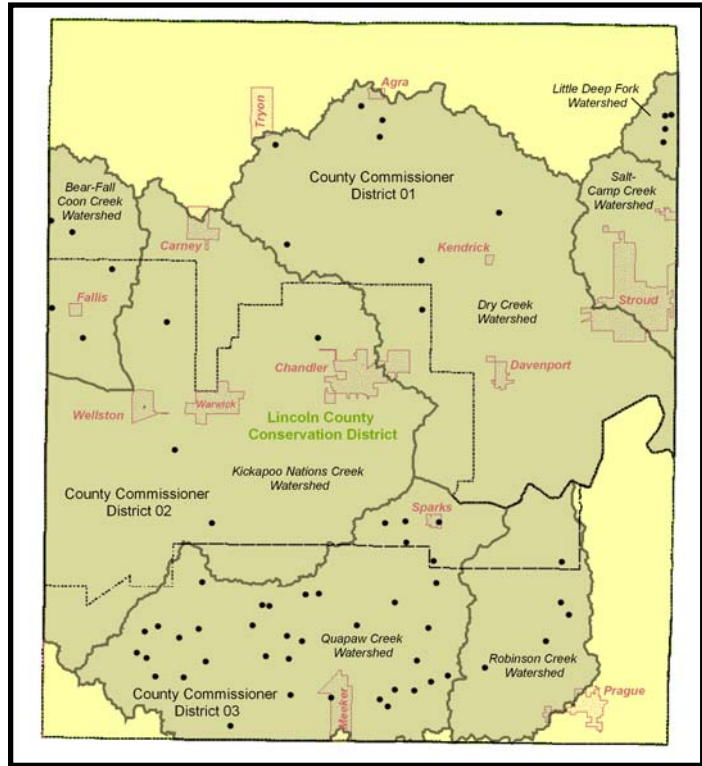 Agra
Little Deep Fork
Watershed
Tryon
County Commissioner
District 01
Salt-
Camp Creek
Watershed
Bear-Fall
Coon Creek
Watershed
Carney
Kendrick
Fallis
Stroud
Dry Creek
Watershed
Chandler
Davenport
Wellston
Warwick
Lincoln County
Conservation District
Kickapoo Nations Creek
Watershed
County Commissioner
District 02
Sparks
Quapaw Creek
Watershed
Robinson Creek
Watershed
County Commissioner
District 03
Meeker
Prague